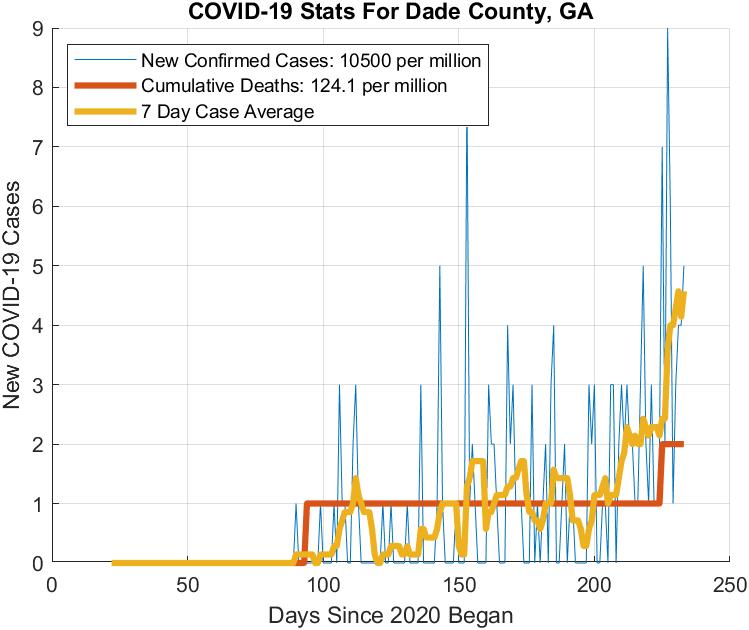 COVID-19 Stats For Dade County, GA
New Confirmed Cases: 10500 per million
Cumulative Deaths: 124.1 per million
7 Day Case Average
New COVID-19 Cases
9
8
7
6
5
4
3
2
1
0
0 50 100 150 200 250
Days Since 2020 Began